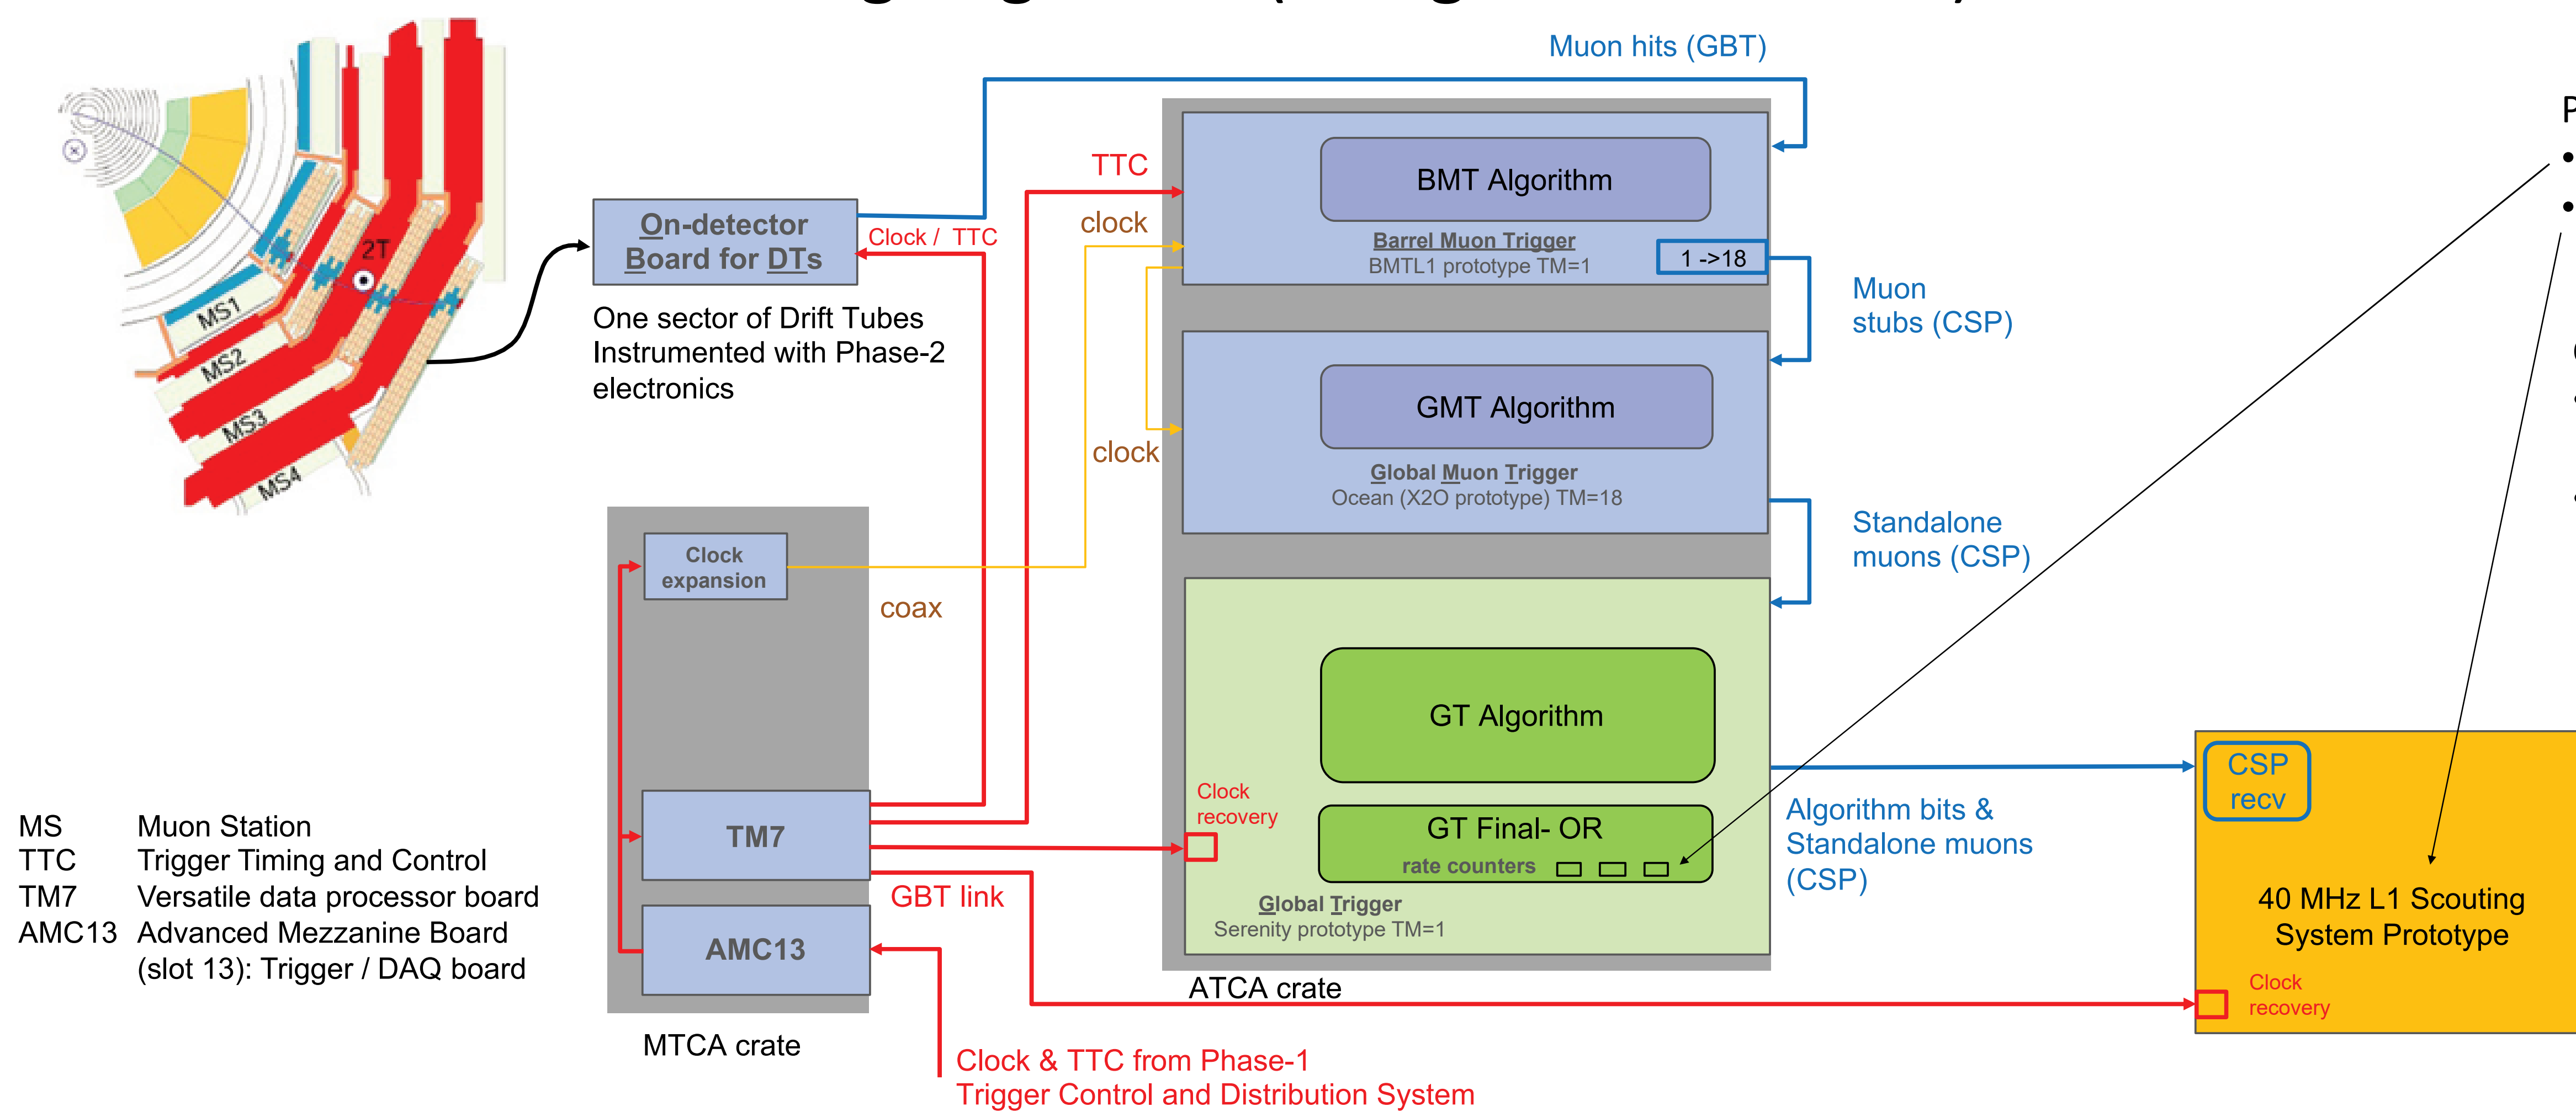 Muon hits (GBT)
BMT Algorithm
TTC
clock
Barrel Muon Trigger
BMTL1 prototype TM=1
1 ->18
On-detector
Board for DTs
Clock / TTC
One sector of Drift Tubes
Instrumented with Phase-2
electronics
2T
MS1
MS2
MS3
MS4
Muon
stubs (CSP)
GMT Algorithm
clock
Global Muon Trigger
Ocean (X2O prototype) TM=18
Standalone
muons (CSP)
Clock
expansion
coax
GT Algorithm
Clock
recovery
GT Final- OR
rate counters
Global Trigger
Serenity prototype TM=1
Algorithm bits &
Standalone muons
(CSP)
CSP
recv
40 MHz L1 Scouting
System Prototype
Clock
recovery
TM7
GBT link
AMC13
ATCA crate
MTCA crate
Clock & TTC from Phase-1
Trigger Control and Distribution System
MS Muon Station
TTC Trigger Timing and Control
TM7 Versatile data processor board
AMC13 Advanced Mezzanine Board
(slot 13): Trigger / DAQ board